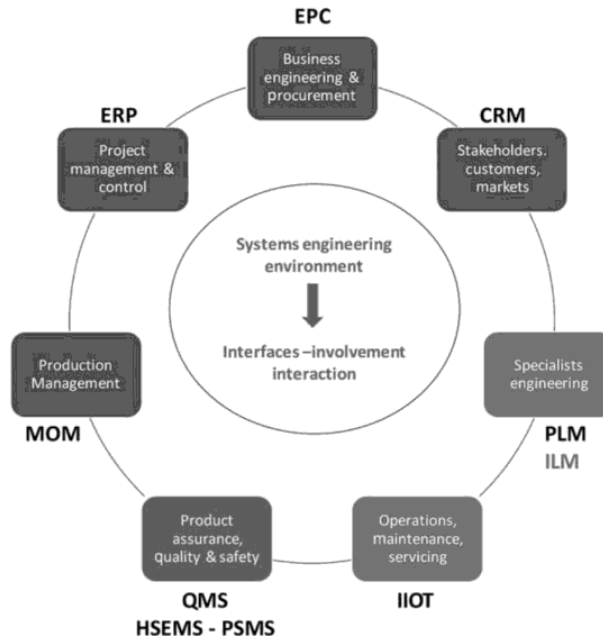 EPC
Business
engineering &
procurement
ERP
Project
management &
control
CRM
Stakeholders.
customers,
markets
Systems engineering
environment
Interfaces –involvement
interaction
Production
Management
MOM
Specialists
engineering
PLM
ILM
Product
assurance,
quality & safety
QMS
HSEMS - PSMS
Operations,
maintenance,
servicing
IIOT